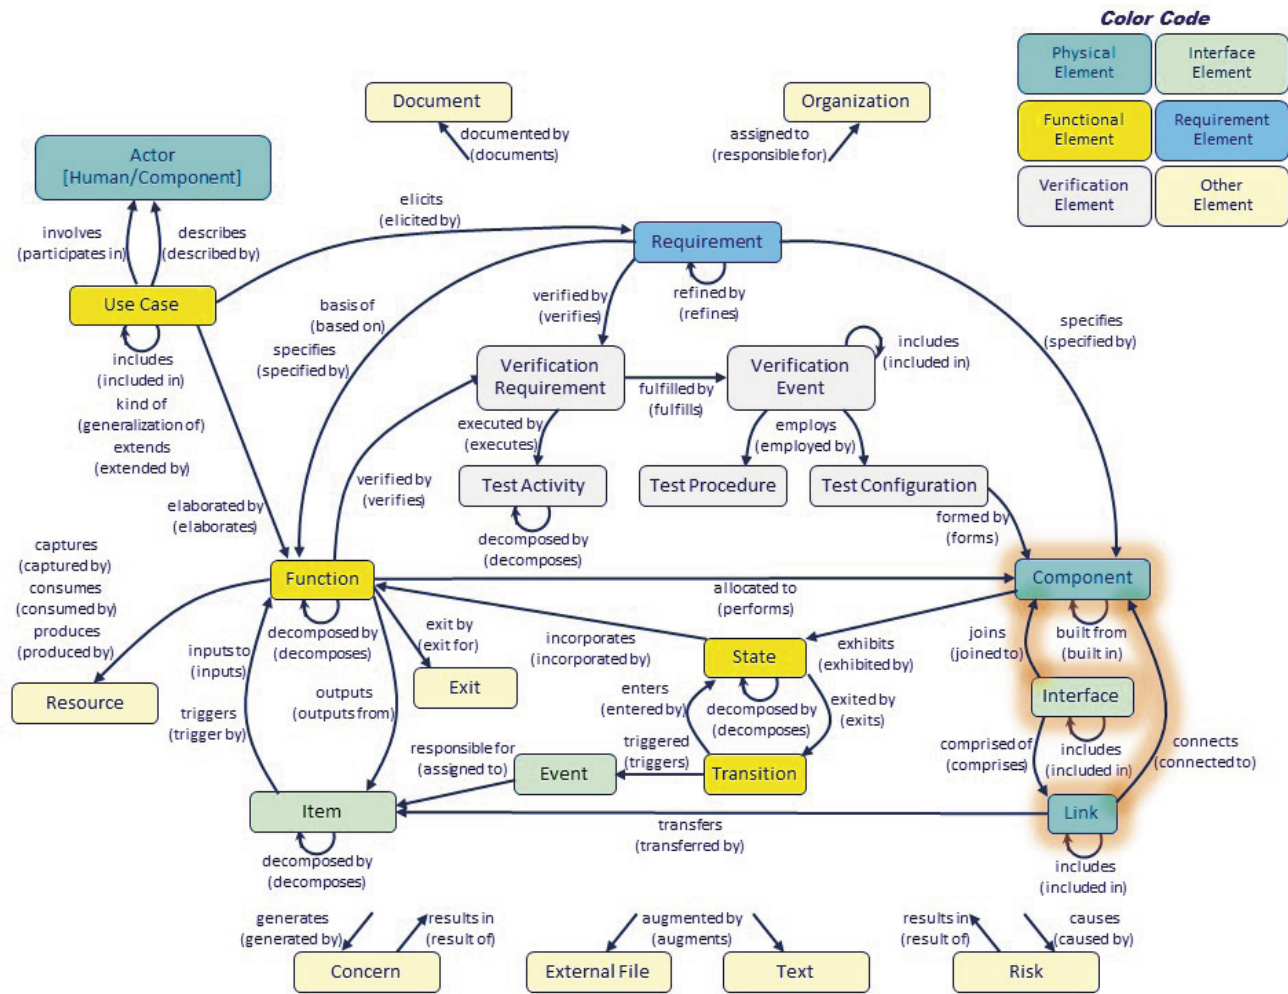 Color Code
Physical
Element
Interface
Element
Functional
Element
Requirement
Element
Verification
Element
Other
Element
Document
documented by
(documents)
Organization
assigned to
(responsible for)
Actor
[Human/Component]
involves
(participates in)
describes
(described by)
elicits
(elicited by)
Requirement
refined by
(refines)
Use Case
includes
(included in)
kind of
(generalization of)
extends
(extended by)
basis of
(based on)
specifies
(specified by)
verified by
(verifies)
specifies
(specified by)
Verification
Requirement
fulfilled by
(fulfills)
Verification
Event
includes
(included in)
executed by
(executes)
employs
(employed by)
Test Activity
decomposed by
(decomposes)
Test Procedure
Test Configuration
formed by
(forms)
verified by
(verifies)
elaborated by
(elaborates)
captures
(captured by)
consumes
(consumed by)
produces
(produced by)
Function
decomposed by
(decomposes)
allocated to
(performs)
Component
built from
(built in)
joins
(joined to)
exit by
(exit for)
Exit
incorporates
(incorporated by)
State
decomposed by
(decomposes)
exhibits
(exhibited by)
enters
(entered by)
exited by
(exits)
inputs to
(inputs)
outputs
(outputs from)
triggers
(trigger by)
Resource
Interface
includes
(included in)
comprised of
(comprises)
connects
(connected to)
responsible for
(assigned to)
Event
triggered
(triggers)
Transition
Item
decomposed by
(decomposes)
transfers
(transferred by)
Link
includes
(included in)
generates
(generated by)
results in
(result of)
Concern
augmented by
(augments)
External File
Text
results in
(result of)
causes
(caused by)
Risk